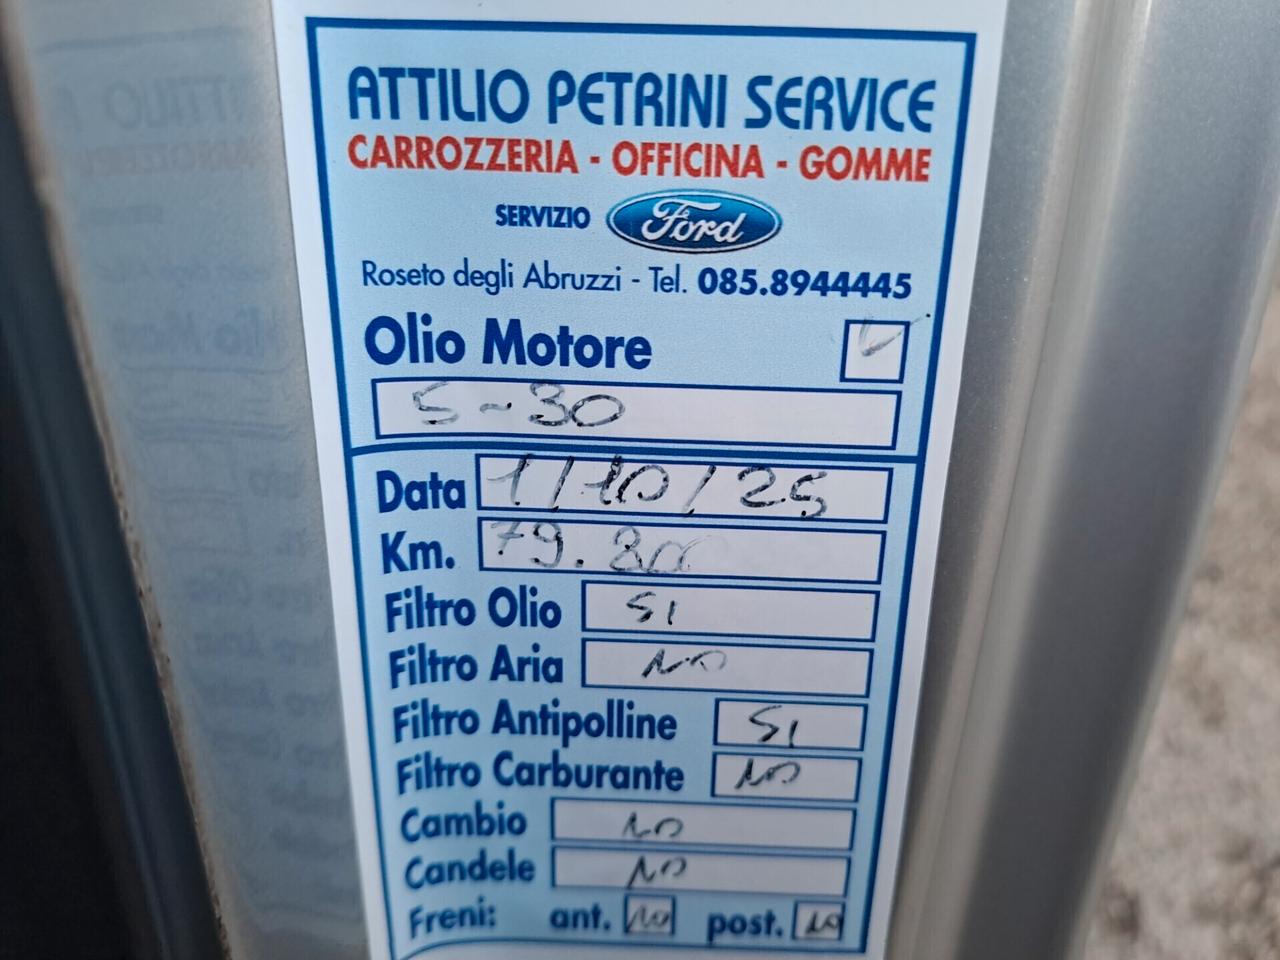 ATTILIO PETRINI SERVICE
CARROZZERIA - OFFICINA - GOMME
SERVIZIO Ford
Roseto degli Abruzzi - Tel. 085.8944445
Olio Motore
5-30
Data 1/10/25
Km.
Filtro Olio SI
Filtro Aria NO
Filtro Antipolline SI
Filtro Carburante NO
Cambio NO
Candele NO
Freni: ant. NO post. NO